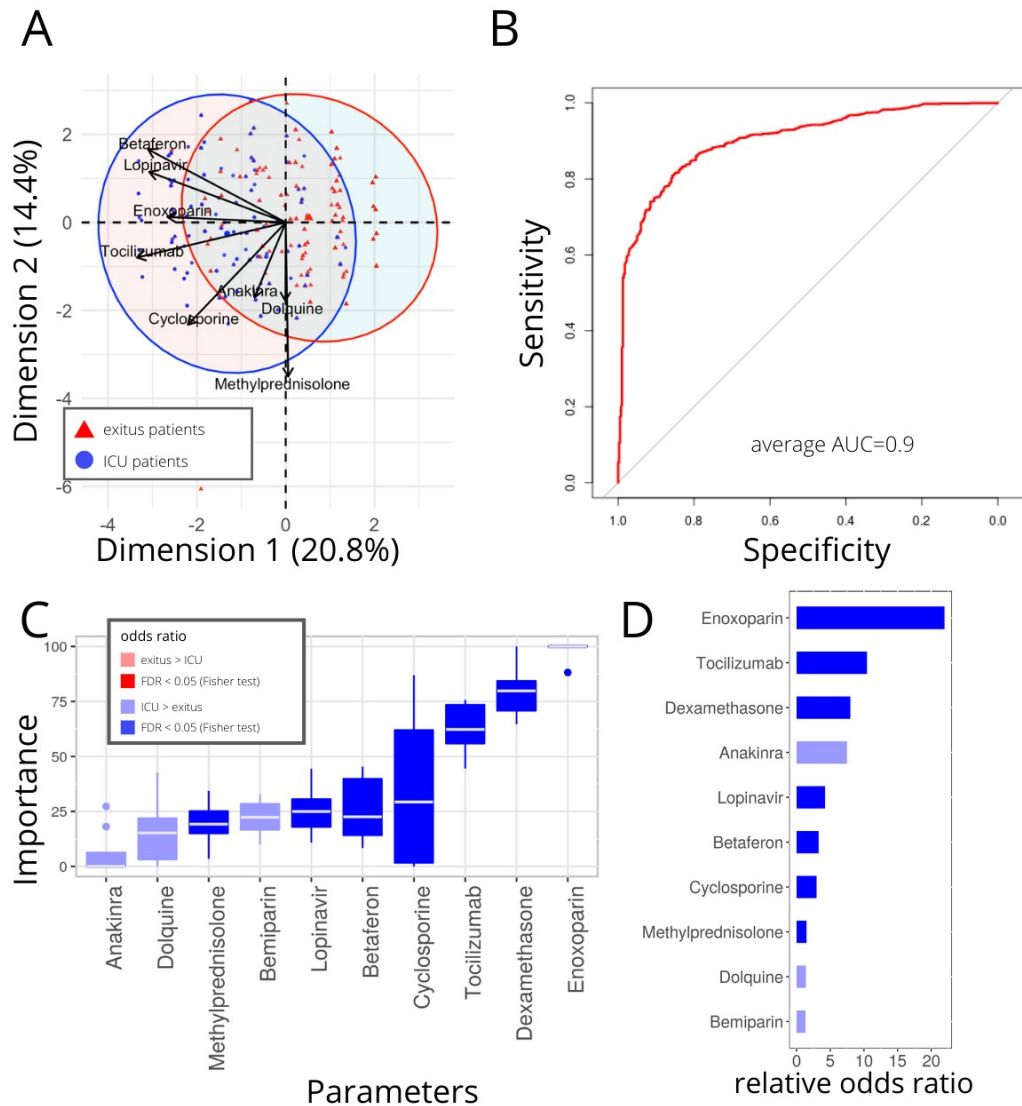 A
Dimension 2 (14.4%)
2
0
-2
-4
-6
Betaferon
Lopinavir
Enoxoparin
Tocilizumab
Anakinra
Dolquine
Cyclosporine
Methylprednisolone
exitus patients
ICU patients
-4
-2
0
2
Dimension 1 (20.8%)
B
Sensitivity
1.0
0.8
0.6
0.4
0.2
0.0
average AUC=0.9
1.0
0.8
0.6
0.4
0.2
0.0
Specificity
C
Importance
100
75
50
25
0
odds ratio
exitus > ICU
FDR < 0.05 (Fisher test)
ICU > exitus
FDR < 0.05 (Fisher test)
Anakinra
Dolquine
Methylprednisolone
Bemiparin
Lopinavir
Betaferon
Cyclosporine
Tocilizumab
Dexamethasone
Enoxoparin
Parameters
D
Enoxoparin
Tocilizumab
Dexamethasone
Anakinra
Lopinavir
Betaferon
Cyclosporine
Methylprednisolone
Dolquine
Bemiparin
0
5
10
15
20
relative odds ratio